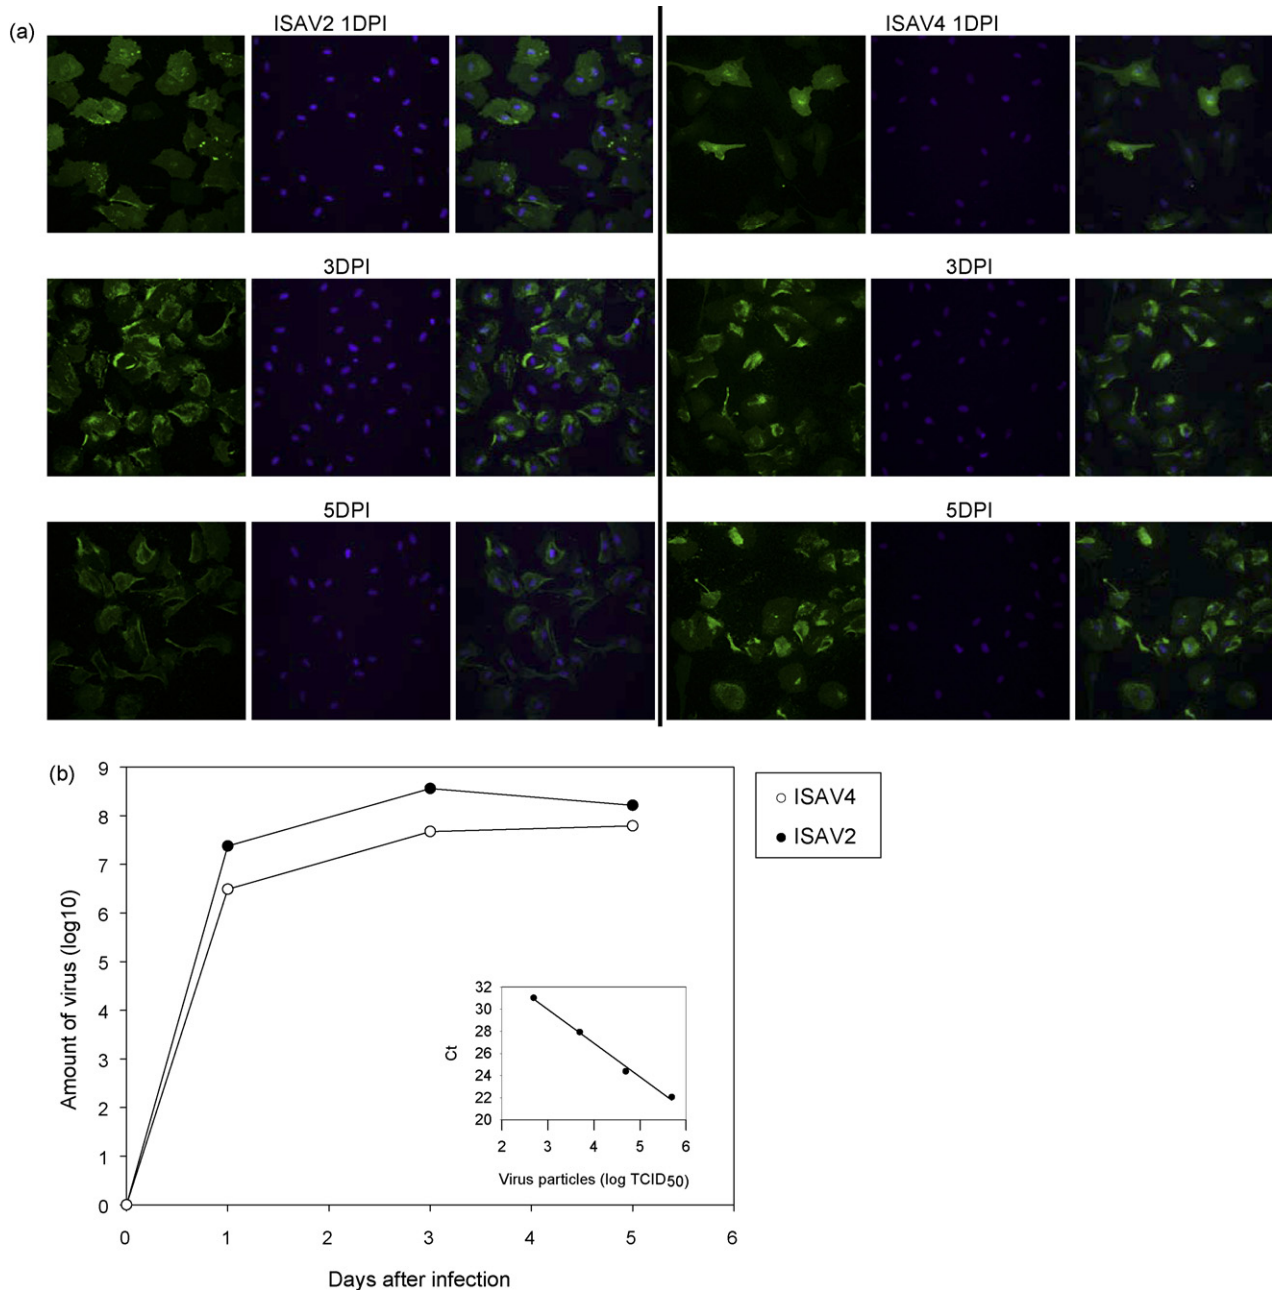 (a)
ISAV2 1DPI
ISAV4 1DPI
3DPI
3DPI
5DPI
5DPI
(b)
9
8
7
6
5
4
3
2
1
0
Amount of virus (log10)
0 1 2 3 4 5 6
Days after infection
ISAV4
ISAV2
32
30
28
26
24
22
20
Ct
2 3 4 5 6
Virus particles (log TCID50)